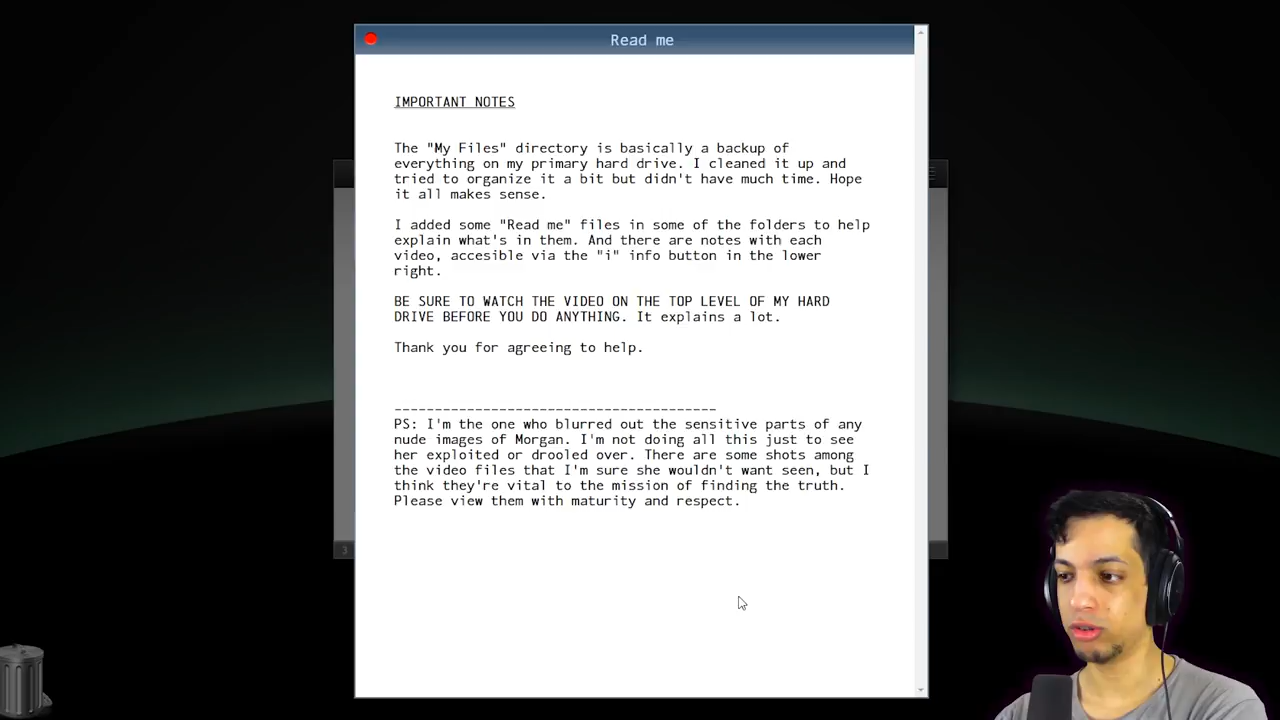 Read me
IMPORTANT NOTES
The "My Files" directory is basically a backup of
everything on my primary hard drive. I cleaned it up and
tried to organize it a bit but didn't have much time. Hope
it all makes sense.
I added some "Read me" files in some of the folders to help
explain what's in them. And there are notes with each
video, accesible via the "i" info button in the lower
right.
BE SURE TO WATCH THE VIDEO ON THE TOP LEVEL OF MY HARD
DRIVE BEFORE YOU DO ANYTHING. It explains a lot.
Thank you for agreeing to help.
----------------------------------------
PS: I'm the one who blurred out the sensitive parts of any
nude images of Morgan. I'm not doing all this just to see
her exploited or drooled over. There are some shots among
the video files that I'm sure she wouldn't want seen, but I
think they're vital to the mission of finding the truth.
Please view them with maturity and respect.
3